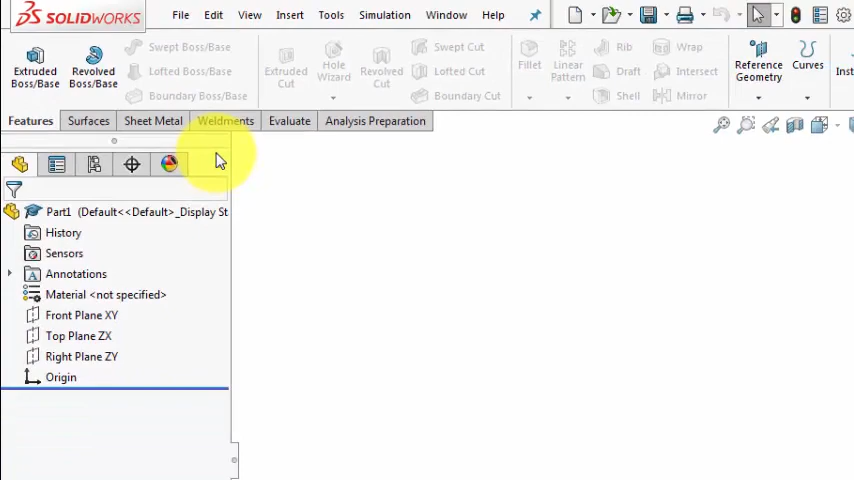 SOLIDWORKS File Edit View Insert Tools Simulation Window Help
Extruded Boss/Base
Revolved Boss/Base
Swept Boss/Base
Lofted Boss/Base
Boundary Boss/Base
Extruded Cut
Hole Wizard
Revolved Cut
Swept Cut
Lofted Cut
Boundary Cut
Fillet
Linear Pattern
Rib
Draft
Shell
Wrap
Intersect
Mirror
Reference Geometry
Curves
Inst
Features Surfaces Sheet Metal Weldments Evaluate Analysis Preparation
Part1 (Default<<Default>_Display St
History
Sensors
A Annotations
Material <not specified>
Front Plane XY
Top Plane ZX
Right Plane ZY
Origin